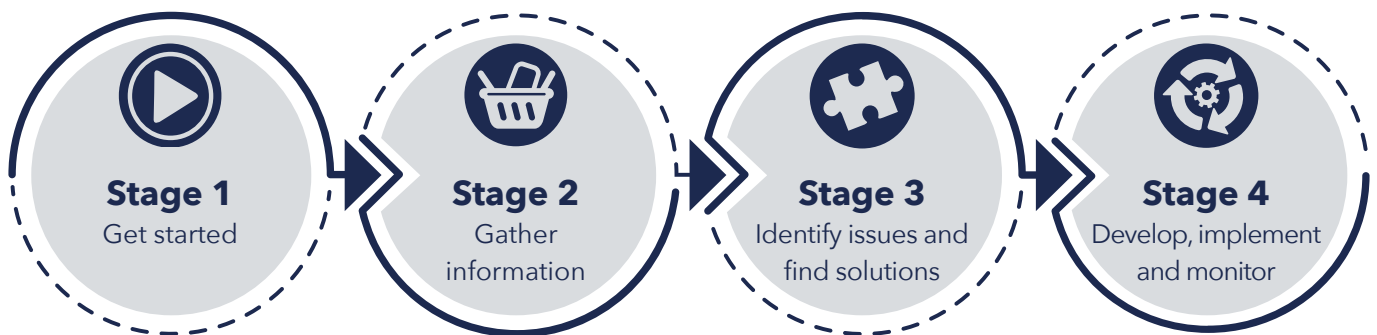 Stage 1
Get started
Stage 2
Gather
information
Stage 3
Identify issues and
find solutions
Stage 4
Develop, implement
and monitor